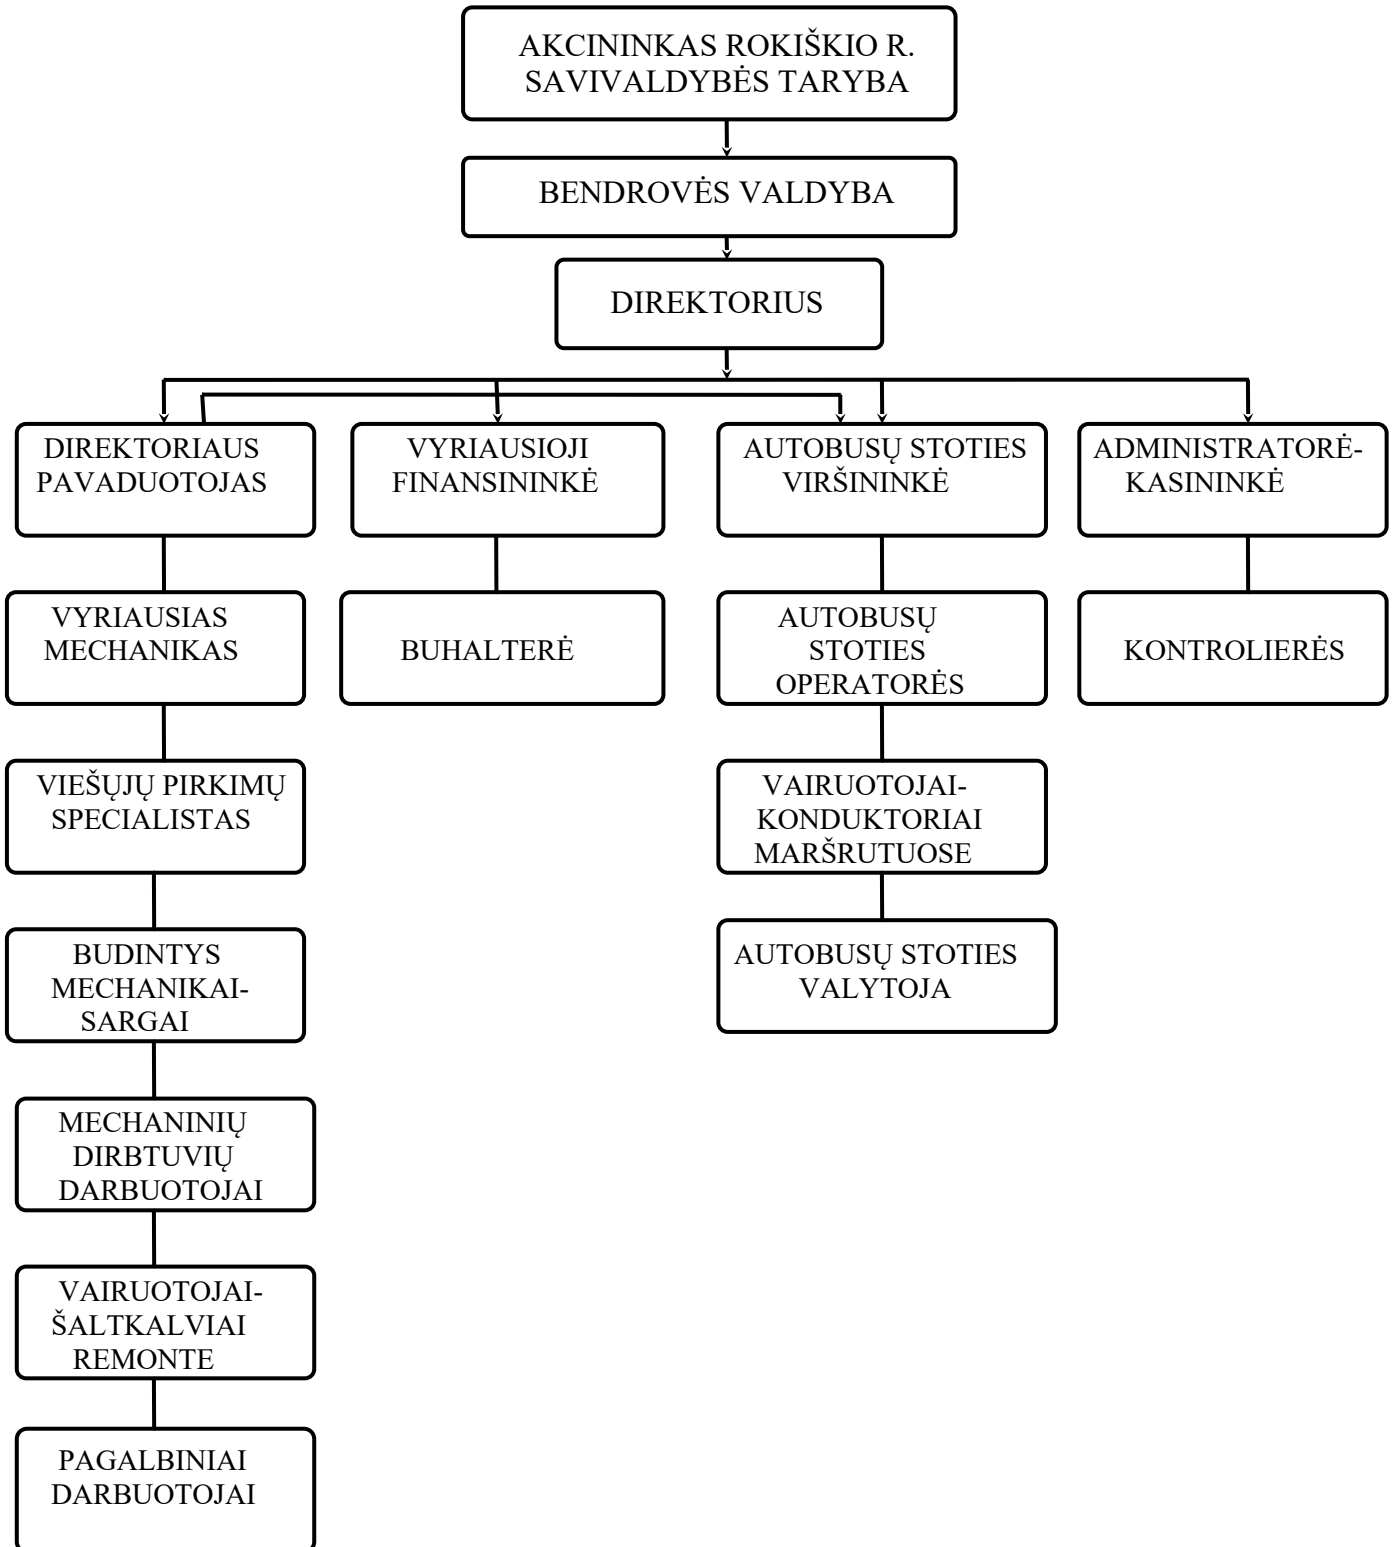 AKCININKAS ROKIŠKIO R.
SAVIVALDYBĖS TARYBA
BENDROVĖS VALDYBA
DIREKTORIUS
DIREKTORIAUS
PAVADUOTOJAS
VYRIAUSIOJI
FINANSININKĖ
AUTOBUSŲ STOTIES
VIRŠININKĖ
ADMINISTRATORĖ-
KASININKĖ
VYRIAUSIAS
MECHANIKAS
BUHALTERĖ
AUTOBUSŲ
STOTIES
OPERATORĖS
KONTROLIERĖS
VIEŠŲJŲ PIRKIMŲ
SPECIALISTAS
VAIRUOTOJAI-
KONDUKTORIAI
MARŠRUTUOSE
BUDINTYS
MECHANIKAI-
SARGAI
AUTOBUSŲ STOTIES
VALYTOJA
MECHANINIŲ
DIRBTUVIŲ
DARBUOTOJAI
VAIRUOTOJAI-
ŠALTKALVIAI
REMONTE
PAGALBINIAI
DARBUOTOJAI